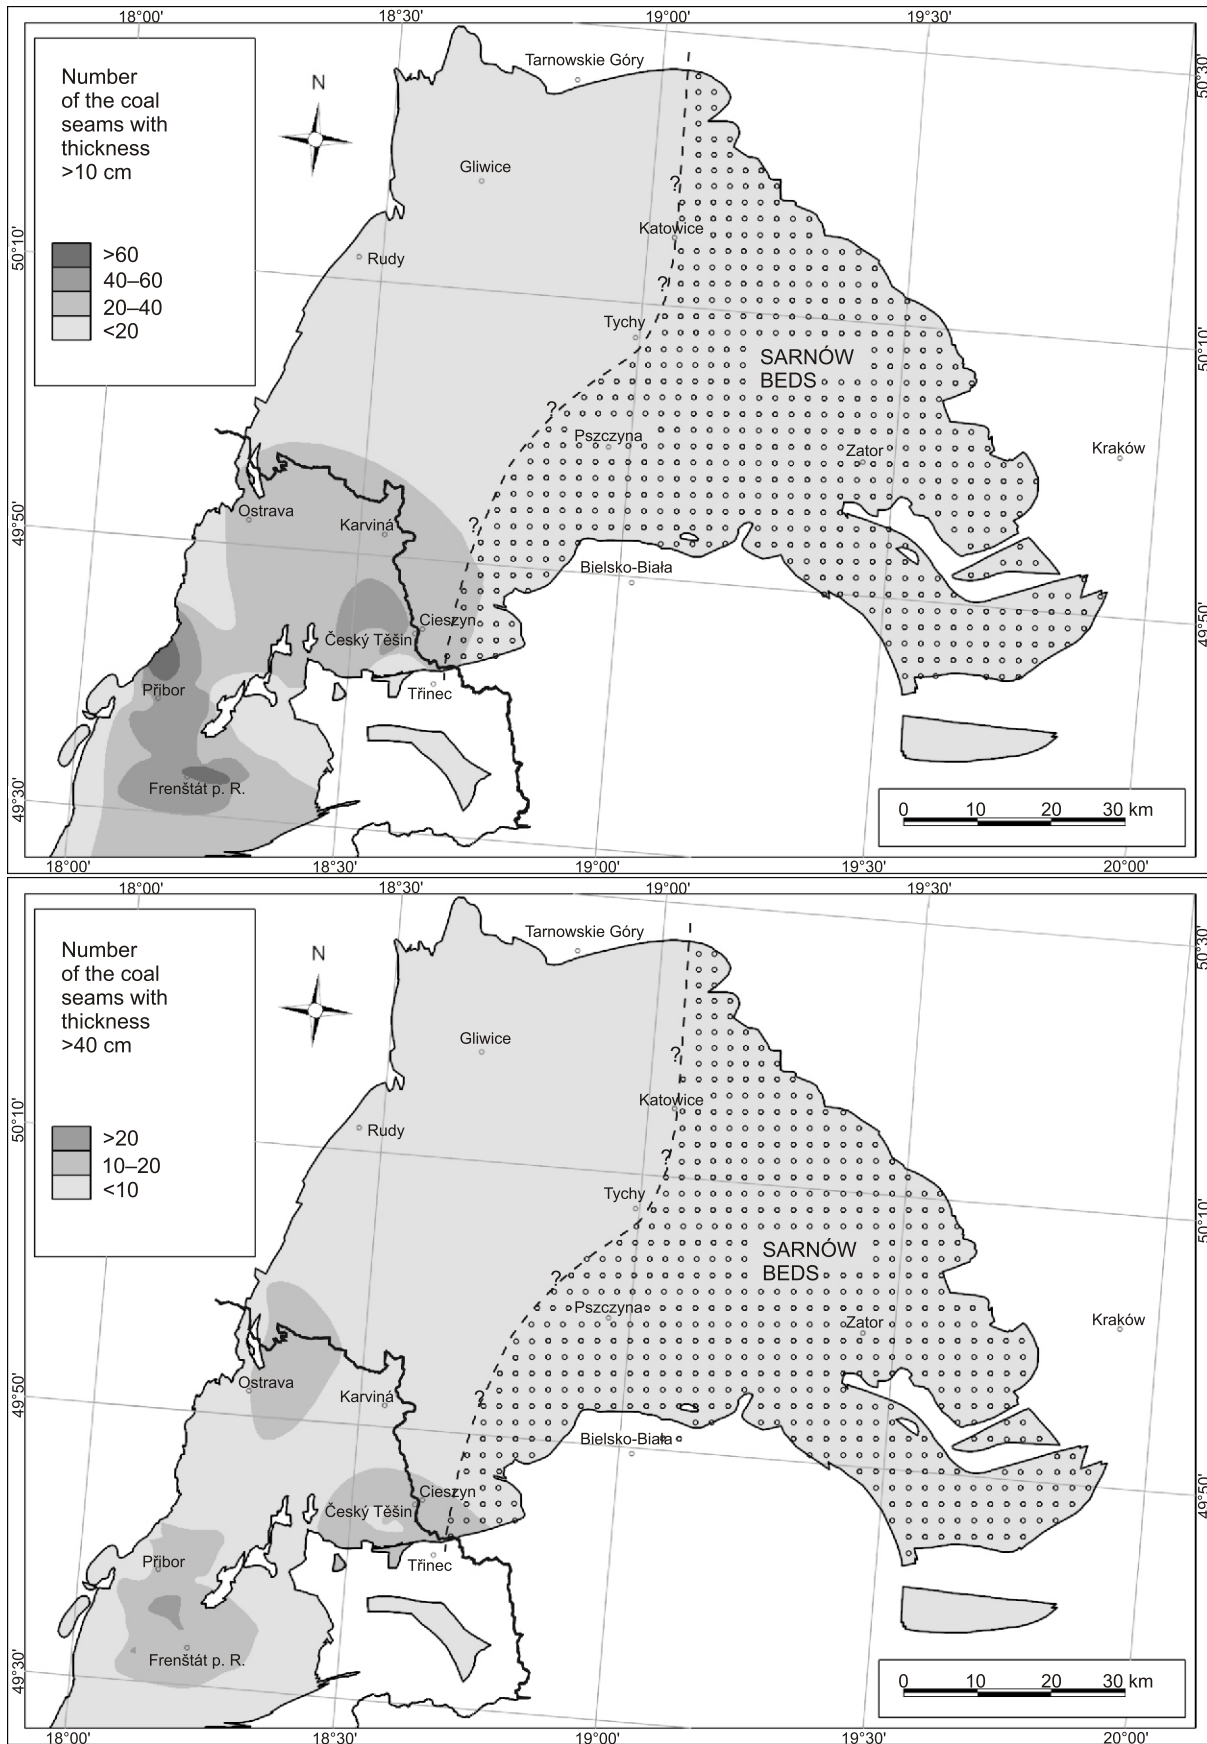 18°00'
18°30'
19°00'
19°30'
Number
of the coal
seams with
thickness
>10 cm
>60
40–60
20–40
<20
N
Tarnowskie Góry
50°30'
Gliwice
50°10'
Katowice
?
Rudy
?
Tychy
?
SARNÓW
BEDS
50°10'
Pszczyna
Zator
Kraków
49°50'
Ostrava
Karviná
?
Bielsko-Biała
Cieszyn
Český Těšín
49°50'
Příbor
Třinec
Frenštát p. R.
49°30'
0 10 20 30 km
18°00'
18°30'
19°00'
19°30'
20°00'
18°00'
18°30'
19°00'
19°30'
Number
of the coal
seams with
thickness
>40 cm
>20
10–20
<10
N
Tarnowskie Góry
50°30'
Gliwice
?
50°10'
Katowice
Rudy
?
Tychy
?
SARNÓW
BEDS
50°10'
Pszczyna
Zator
Kraków
49°50'
Ostrava
Karviná
?
Bielsko-Biała
Cieszyn
Český Těšín
49°50'
Příbor
Třinec
Frenštát p. R.
49°30'
0 10 20 30 km
18°00'
18°30'
19°00'
19°30'
20°00'